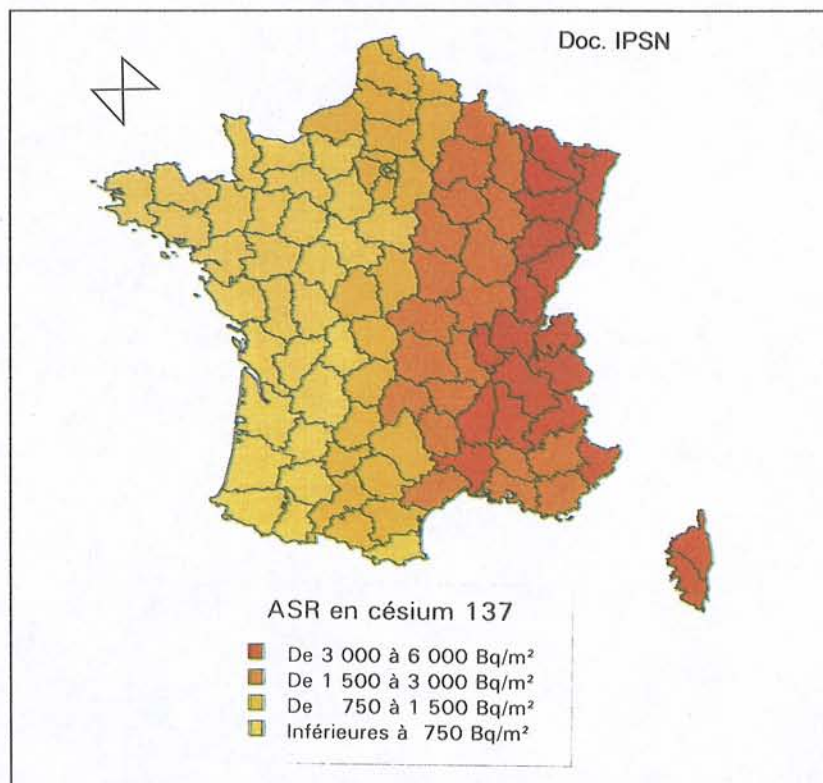 Doc. IPSN
ASR en césium 137
De 3 000 à 6 000 Bq/m²
De 1 500 à 3 000 Bq/m²
De 750 à 1 500 Bq/m²
Inférieures à 750 Bq/m²